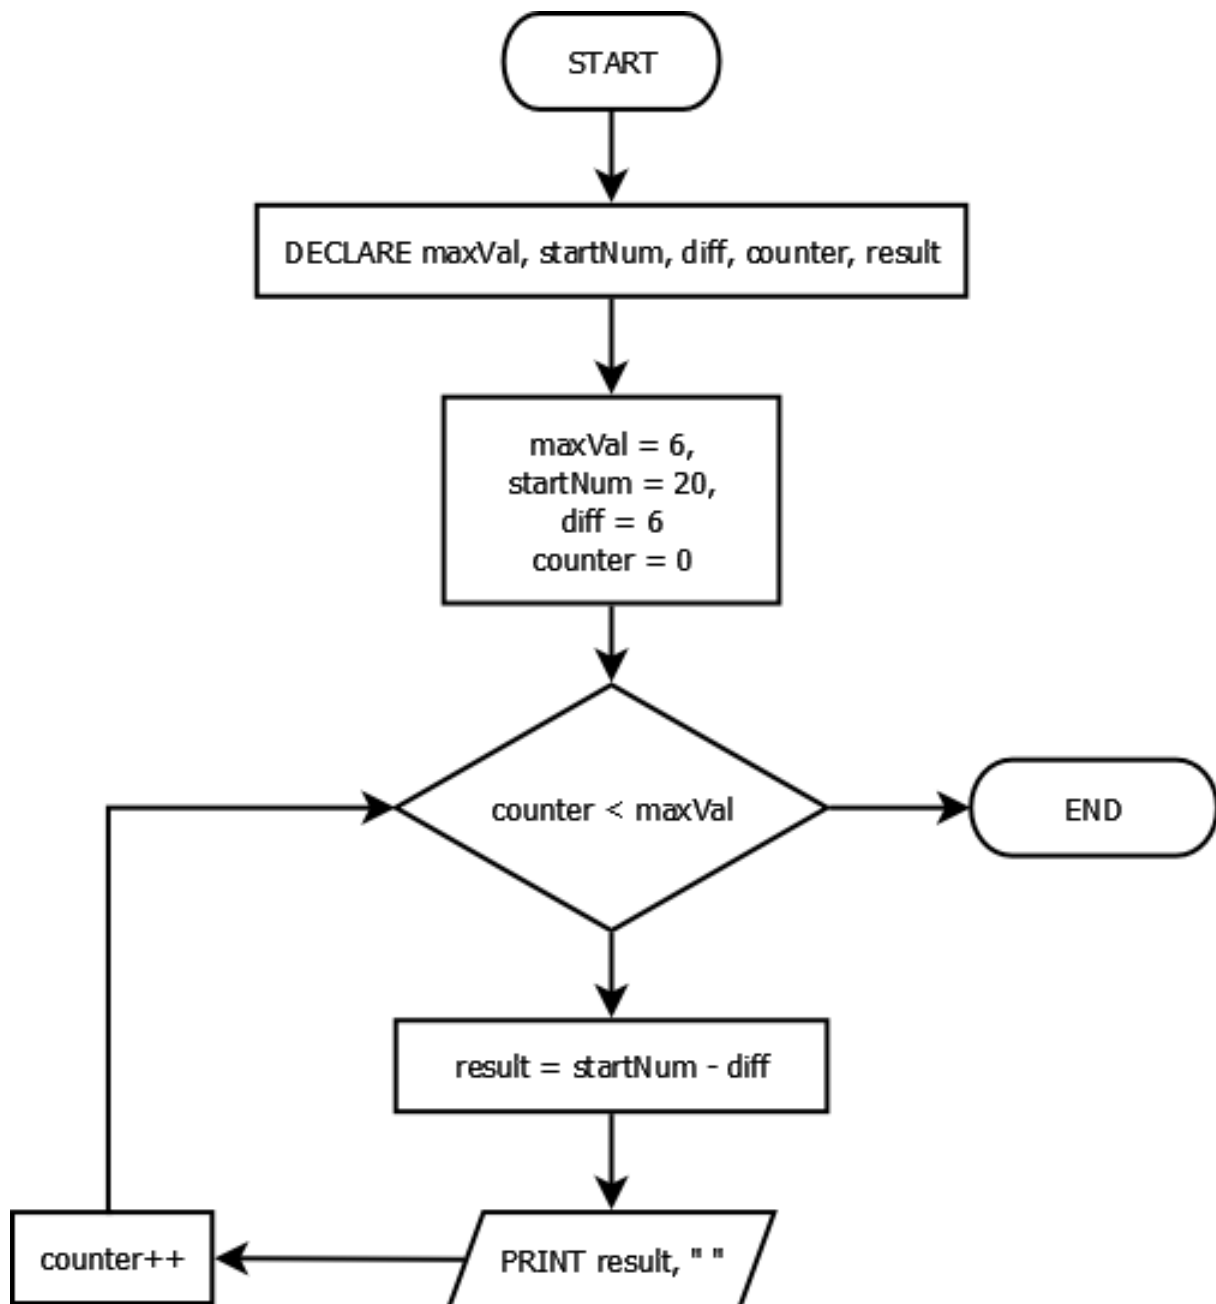 START
DECLARE maxVal, startNum, diff, counter, result
maxVal = 6,
startNum = 20,
diff = 6
counter = 0
counter < maxVal
END
result = startNum - diff
PRINT result, " "
counter++